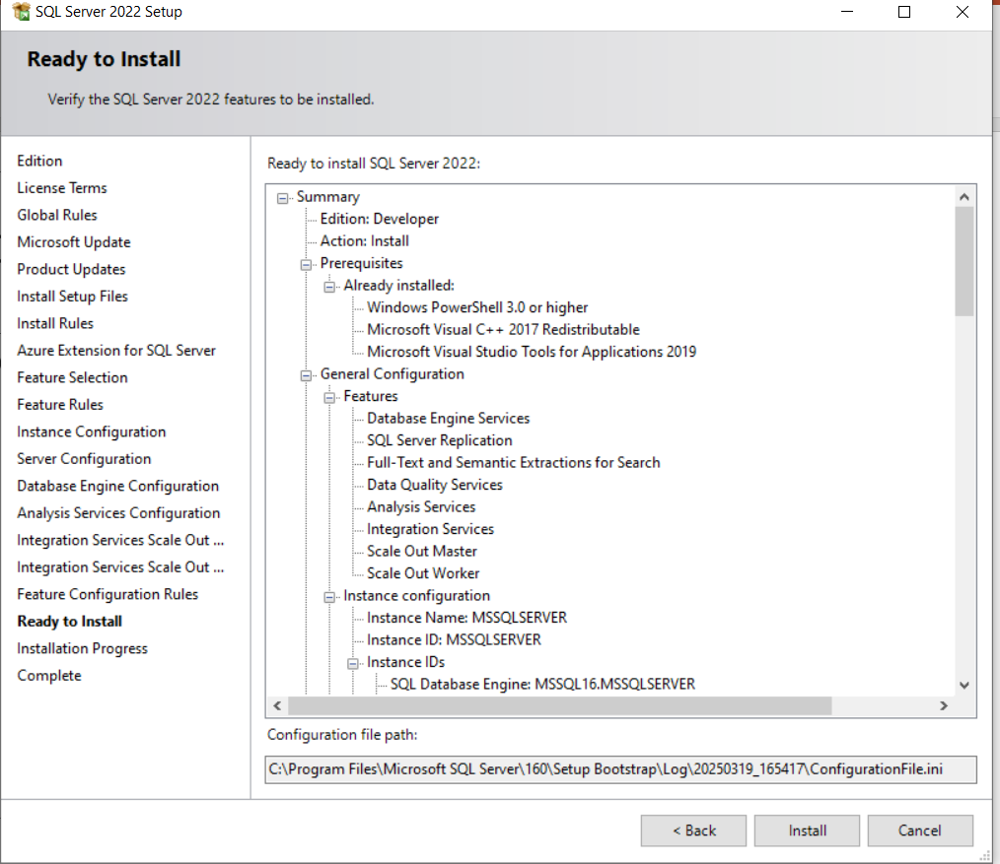 SQL Server 2022 Setup
Ready to Install
Verify the SQL Server 2022 features to be installed.
Edition
License Terms
Global Rules
Microsoft Update
Product Updates
Install Setup Files
Install Rules
Azure Extension for SQL Server
Feature Selection
Feature Rules
Instance Configuration
Server Configuration
Database Engine Configuration
Analysis Services Configuration
Integration Services Scale Out ...
Integration Services Scale Out ...
Feature Configuration Rules
Ready to Install
Installation Progress
Complete
Ready to install SQL Server 2022:
Summary
Edition: Developer
Action: Install
Prerequisites
Already installed:
Windows PowerShell 3.0 or higher
Microsoft Visual C++ 2017 Redistributable
Microsoft Visual Studio Tools for Applications 2019
General Configuration
Features
Database Engine Services
SQL Server Replication
Full-Text and Semantic Extractions for Search
Data Quality Services
Analysis Services
Integration Services
Scale Out Master
Scale Out Worker
Instance configuration
Instance Name: MSSQLSERVER
Instance ID: MSSQLSERVER
Instance IDs
SQL Database Engine: MSSQL16.MSSQLSERVER
Configuration file path:
C:\Program Files\Microsoft SQL Server\160\Setup Bootstrap\Log\20250319_165417\ConfigurationFile.ini
< Back
Install
Cancel